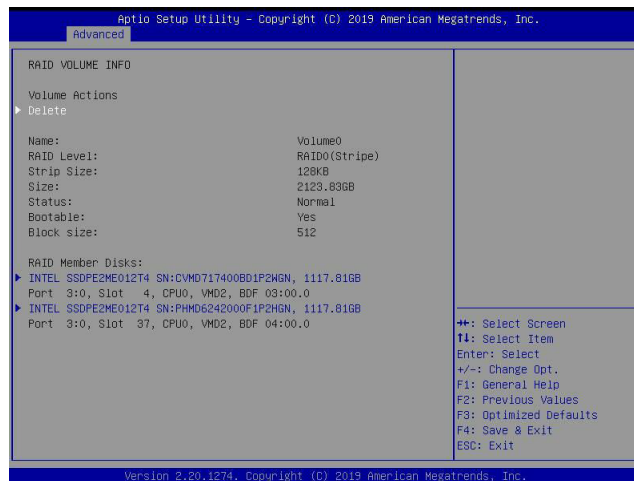 Aptio Setup Utility – Copyright (C) 2019 American Megatrends, Inc.
Advanced
RAID VOLUME INFO
Volume Actions
Delete
Name: Volume0
RAID Level: RAID0(Stripe)
Strip Size: 128KB
Size: 2123.83GB
Status: Normal
Bootable: Yes
Block size: 512
RAID Member Disks:
INTEL SSDPE2ME012T4 SN:CVMD717400BD1P2WGN, 1117.81GB
Port 3:0, Slot 4, CPU0, VMD2, BDF 03:00.0
INTEL SSDPE2ME012T4 SN:PHMD6242000F1P2HGN, 1117.81GB
Port 3:0, Slot 37, CPU0, VMD2, BDF 04:00.0
→←: Select Screen
↑↓: Select Item
Enter: Select
+/-: Change Opt.
F1: General Help
F2: Previous Values
F3: Optimized Defaults
F4: Save & Exit
ESC: Exit
Version 2.20.1274. Copyright (C) 2019 American Megatrends, Inc.